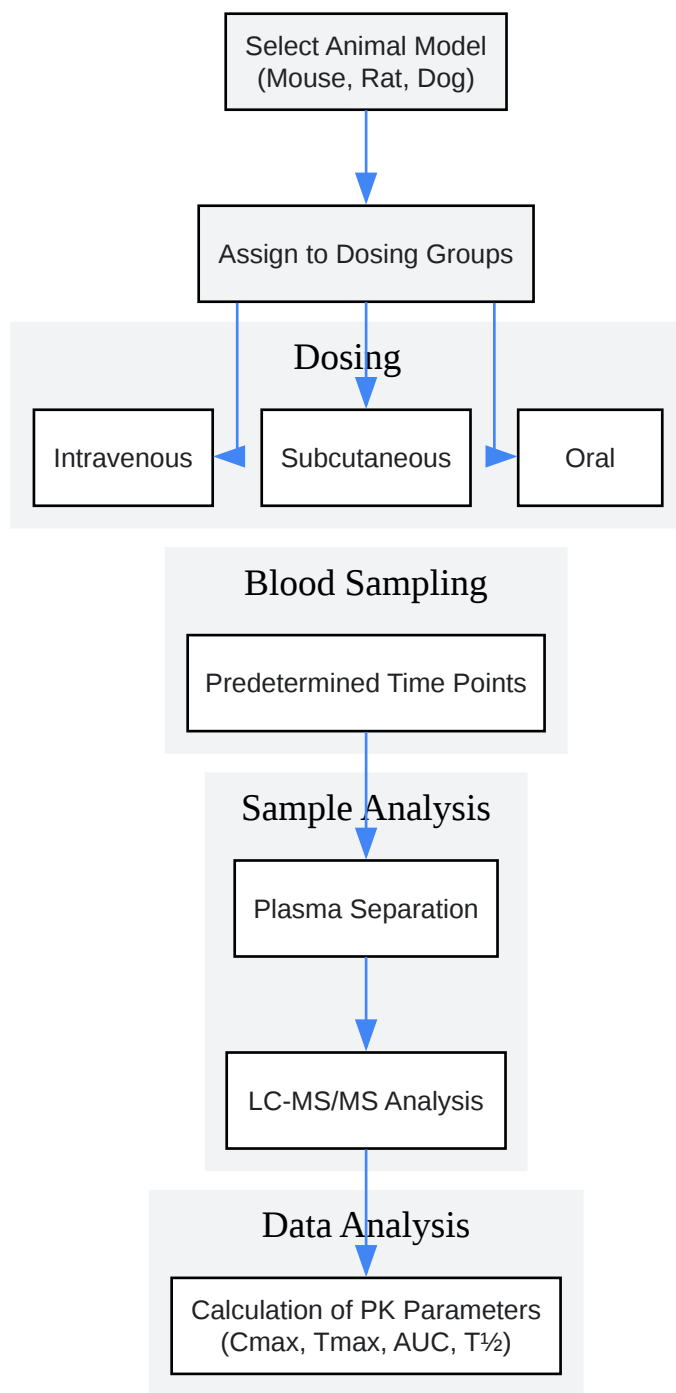 Select Animal Model
(Mouse, Rat, Dog)
Assign to Dosing Groups
Dosing
Intravenous
Subcutaneous
Oral
Blood Sampling
Predetermined Time Points
Sample Analysis
Plasma Separation
LC-MS/MS Analysis
Data Analysis
Calculation of PK Parameters
(Cmax, Tmax, AUC, T½)